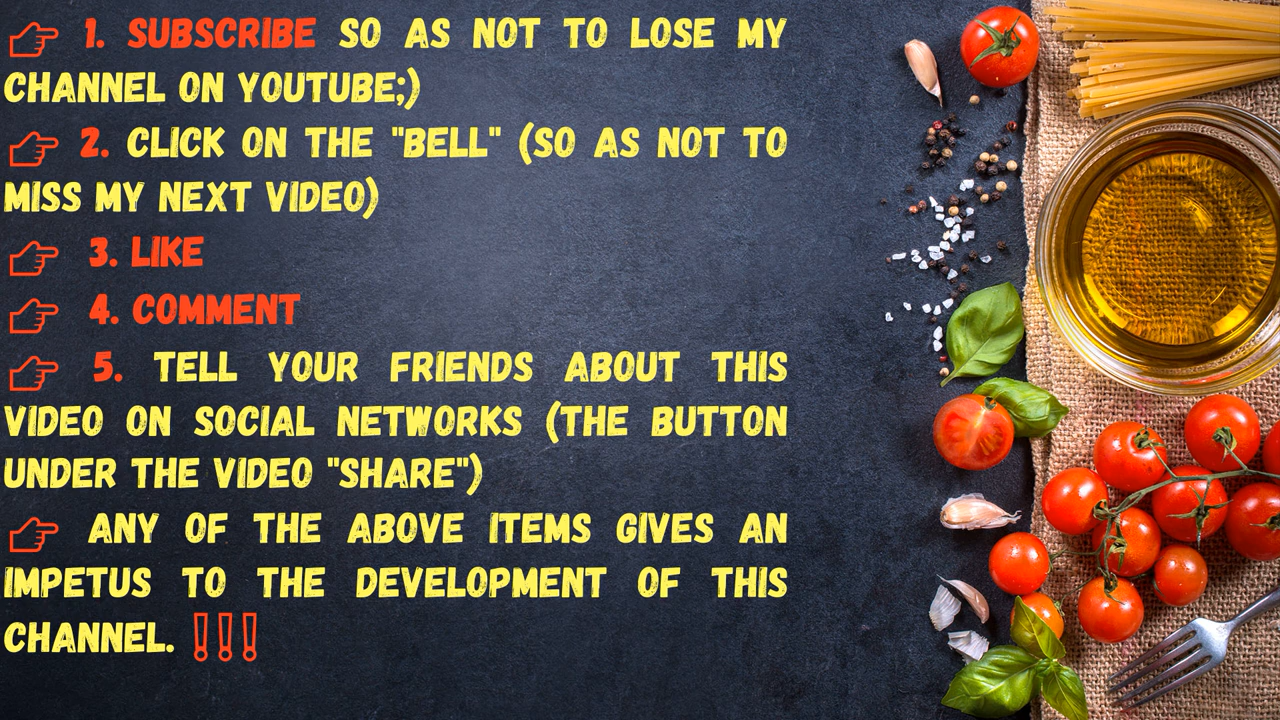 👉 1. SUBSCRIBE SO AS NOT TO LOSE MY
CHANNEL ON YOUTUBE;)
👉 2. CLICK ON THE "BELL" (SO AS NOT TO
MISS MY NEXT VIDEO)
👉 3. LIKE
👉 4. COMMENT
👉 5. TELL YOUR FRIENDS ABOUT THIS
VIDEO ON SOCIAL NETWORKS (THE BUTTON
UNDER THE VIDEO "SHARE")
👉 ANY OF THE ABOVE ITEMS GIVES AN
IMPETUS TO THE DEVELOPMENT OF THIS
CHANNEL. !!!